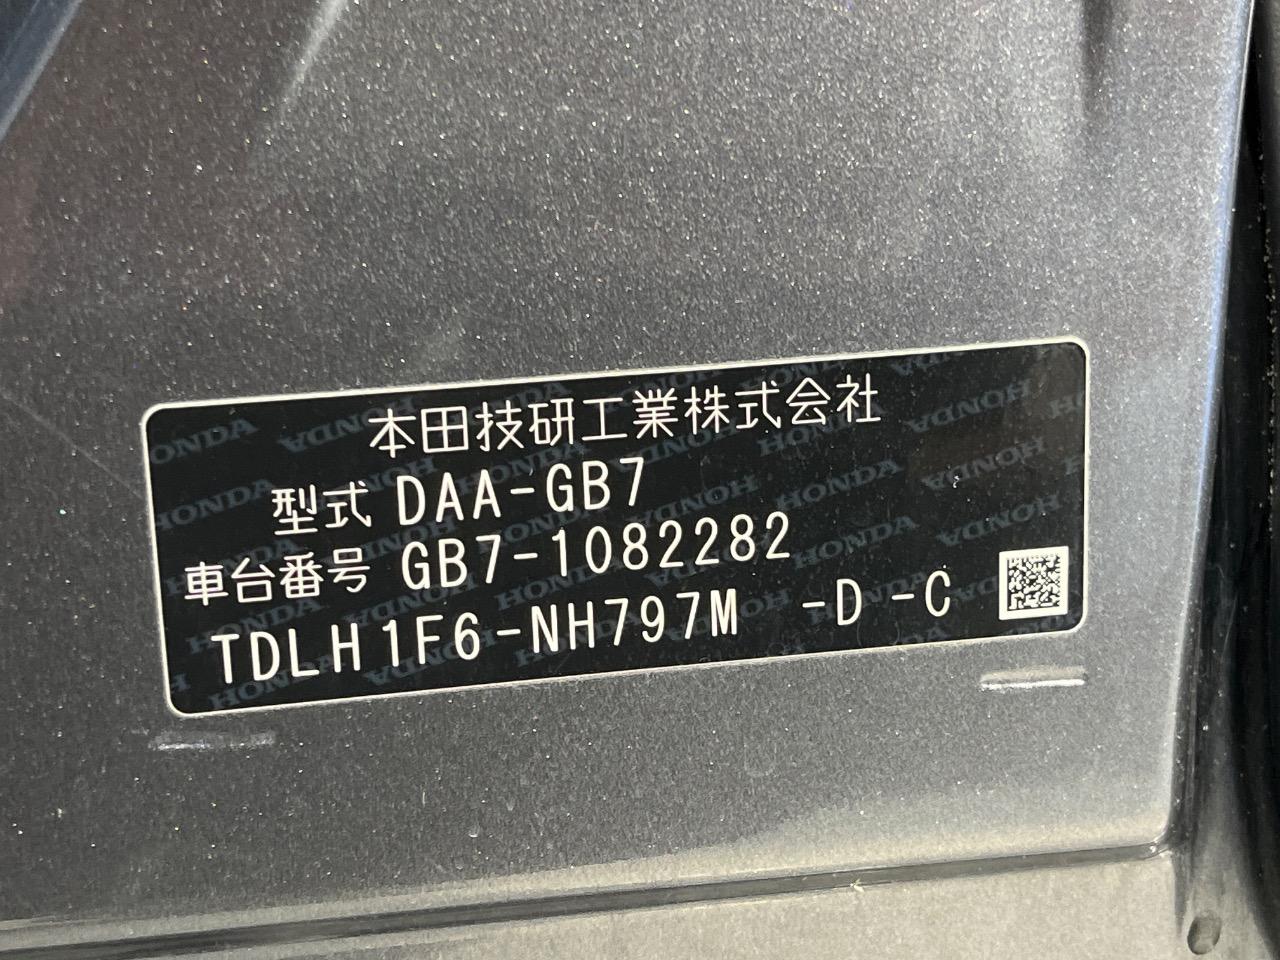 本田技研工業株式会社
型式 DAA-GB7
車台番号 GB7-1082282
TDLH1F6-NH797M -D -C